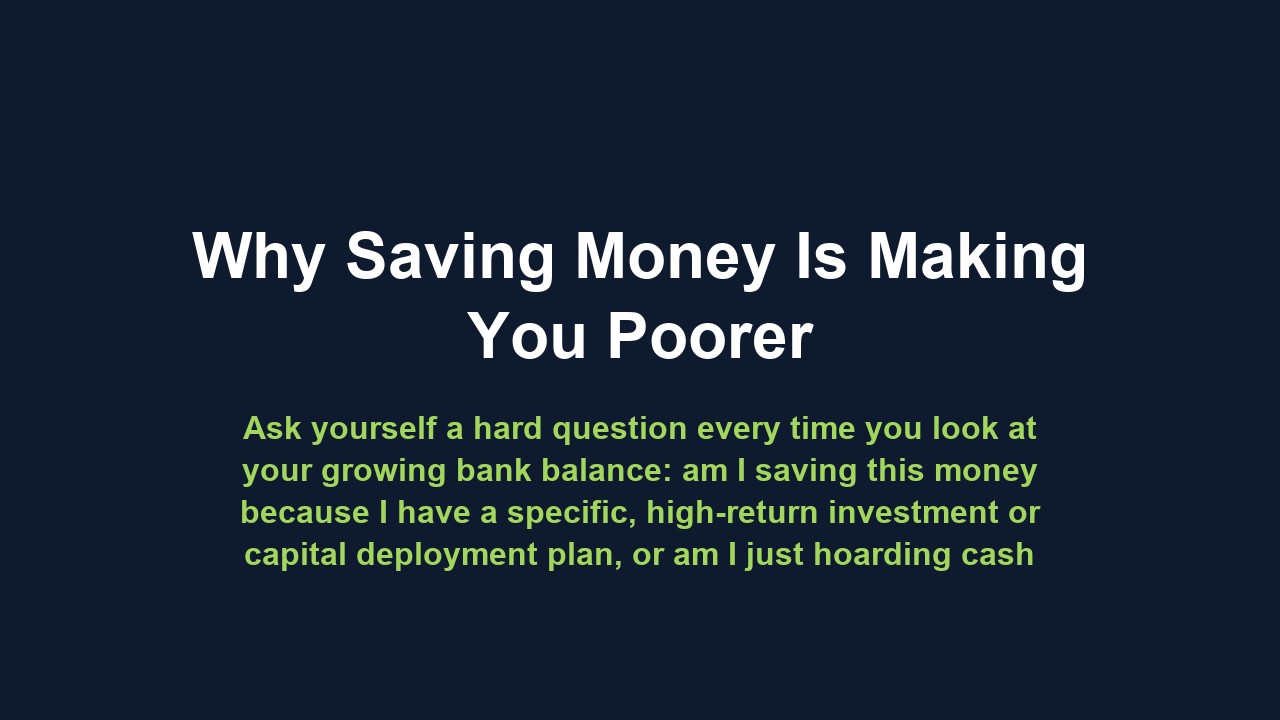 Why Saving Money Is Making
You Poorer
Ask yourself a hard question every time you look at
your growing bank balance: am I saving this money
because I have a specific, high-return investment or
capital deployment plan, or am I just hoarding cash